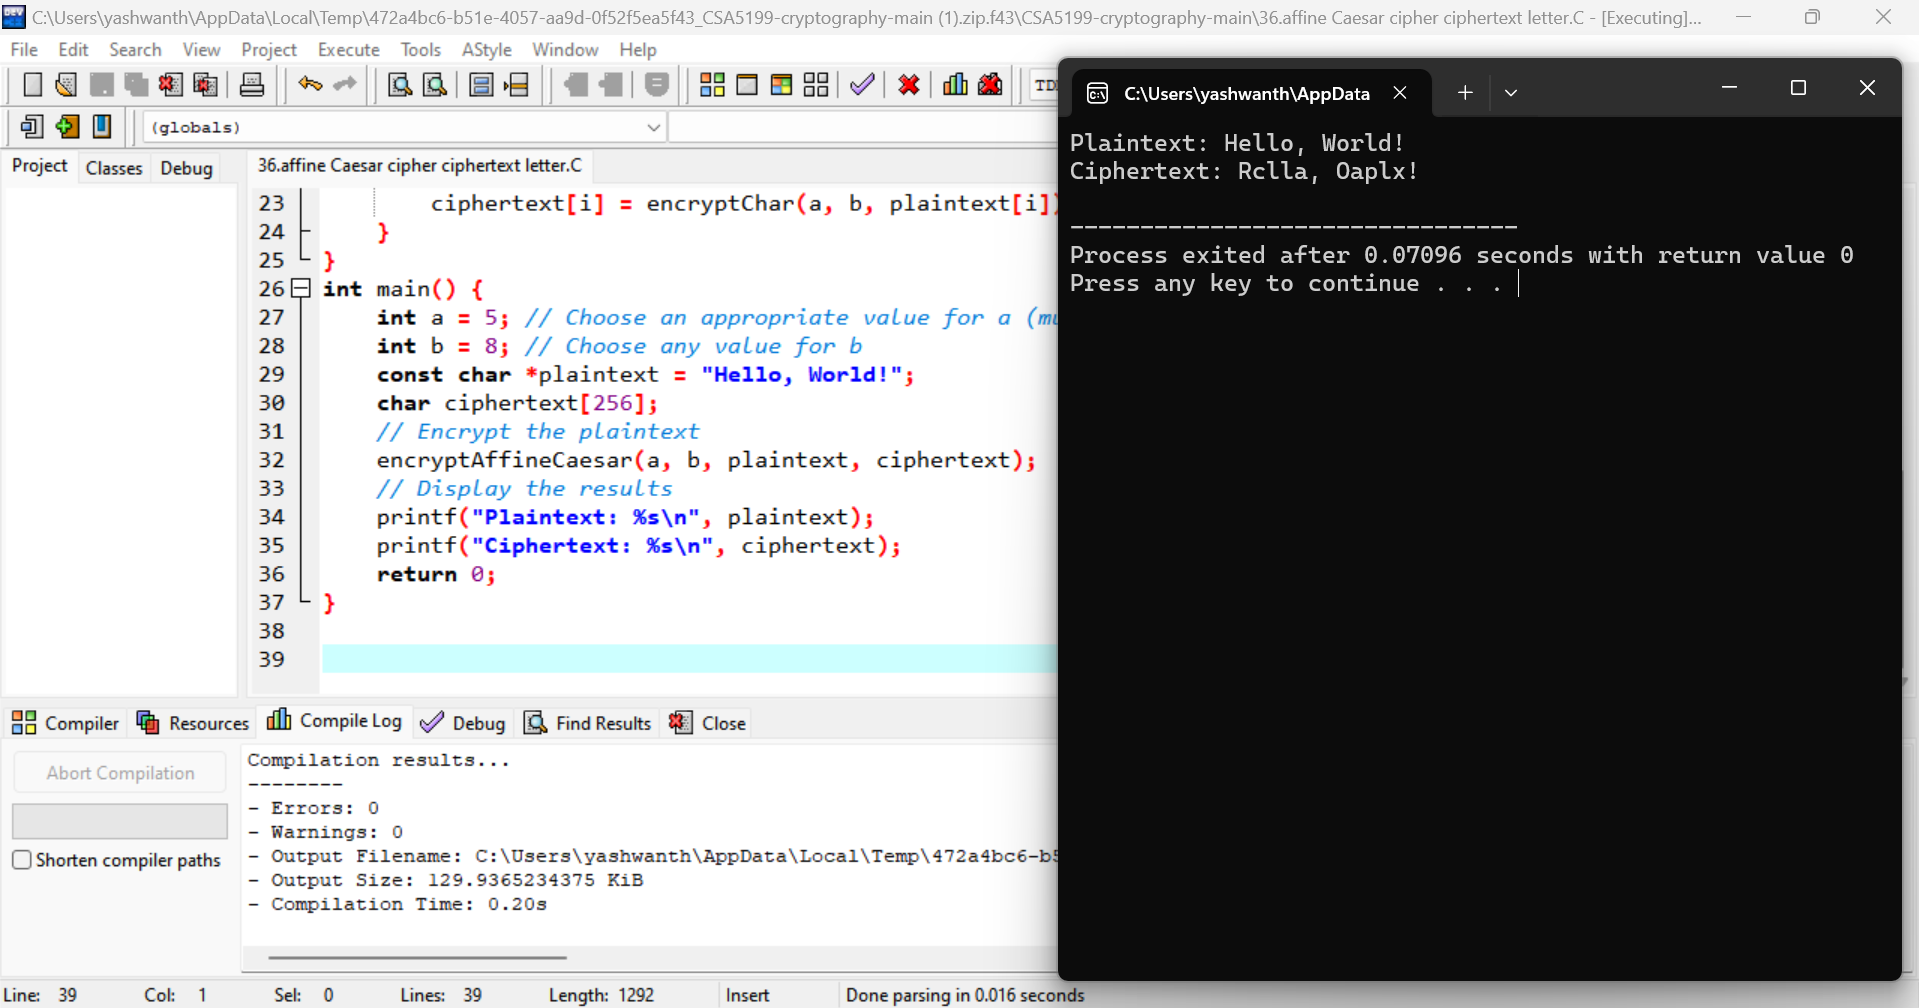 C:\Users\yashwanth\AppData\Local\Temp\472a4bc6-b51e-4057-aa9d-0f52f5ea5f43_CSA5199-cryptography-main (1).zip.f43\CSA5199-cryptography-main\36.affine Caesar cipher ciphertext letter.C - [Executing]...
File Edit Search View Project Execute Tools AStyle Window Help
TD
(globals)
Project Classes Debug
36.affine Caesar cipher ciphertext letter.C
23 ciphertext[i] = encryptChar(a, b, plaintext[i])
24 }
25 }
26 int main() {
27 int a = 5; // Choose an appropriate value for a (mu
28 int b = 8; // Choose any value for b
29 const char *plaintext = "Hello, World!";
30 char ciphertext[256];
31 // Encrypt the plaintext
32 encryptAffineCaesar(a, b, plaintext, ciphertext);
33 // Display the results
34 printf("Plaintext: %s\n", plaintext);
35 printf("Ciphertext: %s\n", ciphertext);
36 return 0;
37 }
38
39
Compiler Resources Compile Log Debug Find Results Close
Abort Compilation
Shorten compiler paths
Compilation results...
--------
- Errors: 0
- Warnings: 0
- Output Filename: C:\Users\yashwanth\AppData\Local\Temp\472a4bc6-b5
- Output Size: 129.9365234375 KiB
- Compilation Time: 0.20s
Line: 39 Col: 1 Sel: 0 Lines: 39 Length: 1292 Insert Done parsing in 0.016 seconds
C:\Users\yashwanth\AppData
Plaintext: Hello, World!
Ciphertext: Rclla, Oaplx!
--------------------------------
Process exited after 0.07096 seconds with return value 0
Press any key to continue . . .